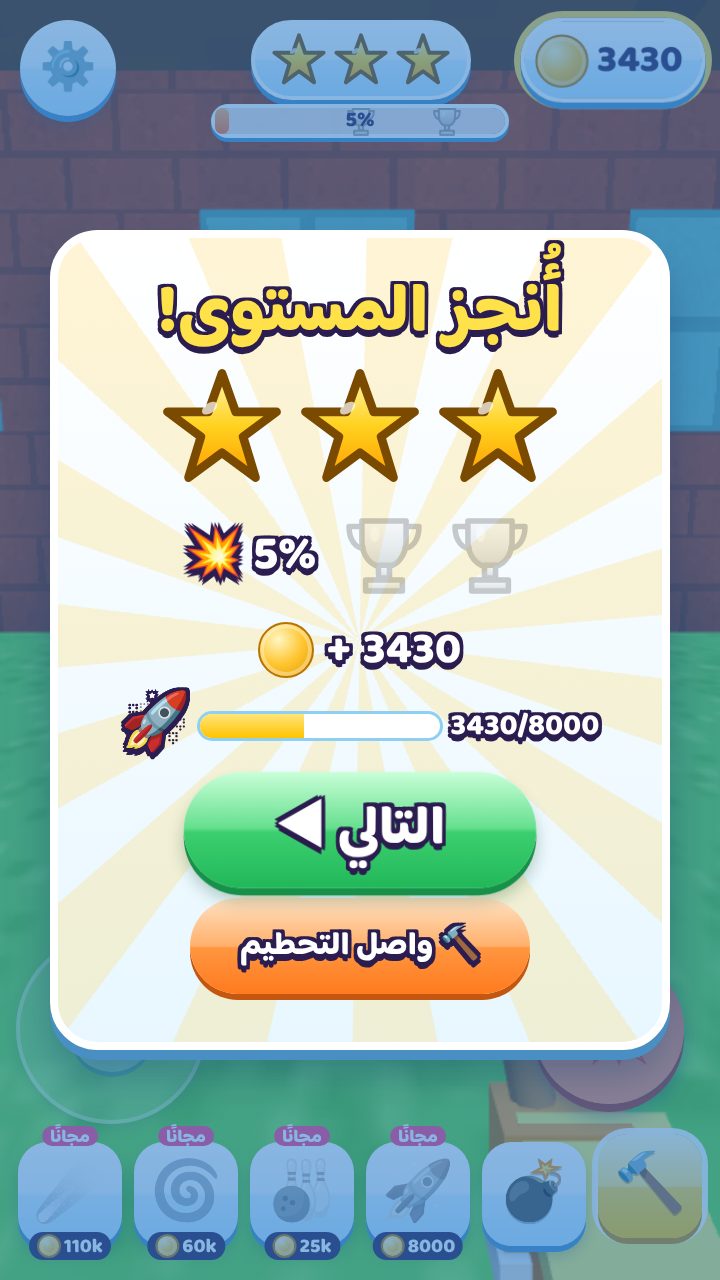 3430
5%
أُنجز المستوى!
5%
+ 3430
3430/8000
التالي
واصل التحطيم
مجانًا
مجانًا
مجانًا
مجانًا
110k
60k
25k
8000